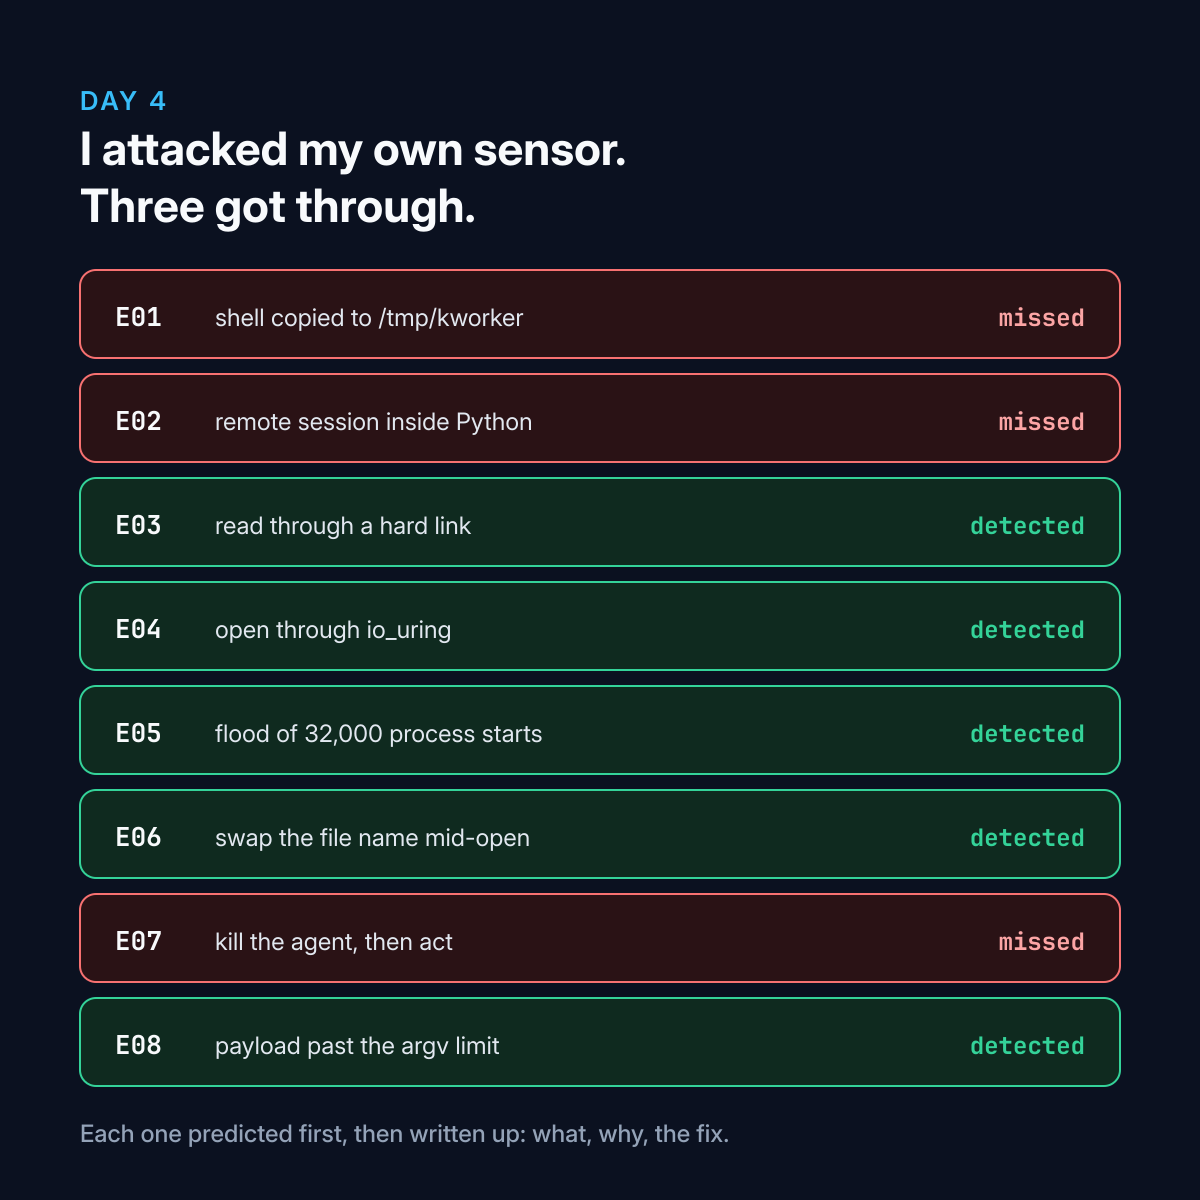 DAY 4
I attacked my own sensor.
Three got through.
E01 shell copied to /tmp/kworker missed
E02 remote session inside Python missed
E03 read through a hard link detected
E04 open through io_uring detected
E05 flood of 32,000 process starts detected
E06 swap the file name mid-open detected
E07 kill the agent, then act missed
E08 payload past the argv limit detected
Each one predicted first, then written up: what, why, the fix.